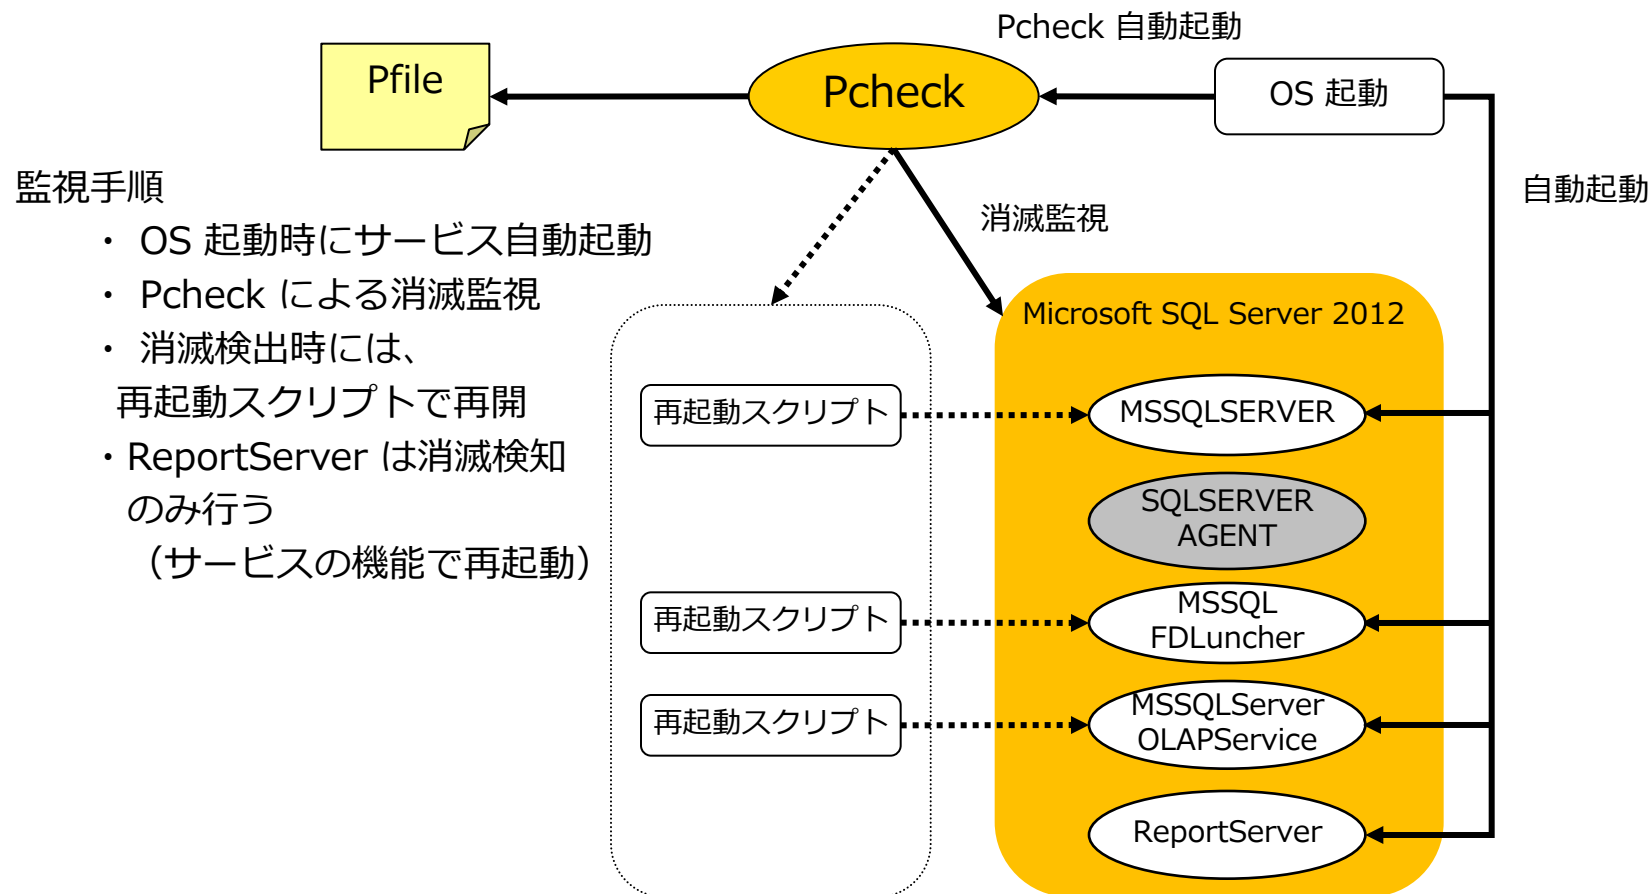 Pcheck 自動起動
Pfile
Pcheck
OS 起動
監視手順
・ OS 起動時にサービス自動起動
・ Pcheck による消滅監視
・ 消滅検出時には、
再起動スクリプトで再開
・ReportServer は消滅検知
のみ行う
（サービスの機能で再起動）
消滅監視
自動起動
Microsoft SQL Server 2012
再起動スクリプト
MSSQLSERVER
SQLSERVER
AGENT
再起動スクリプト
MSSQL
FDLuncher
再起動スクリプト
MSSQLServer
OLAPService
ReportServer